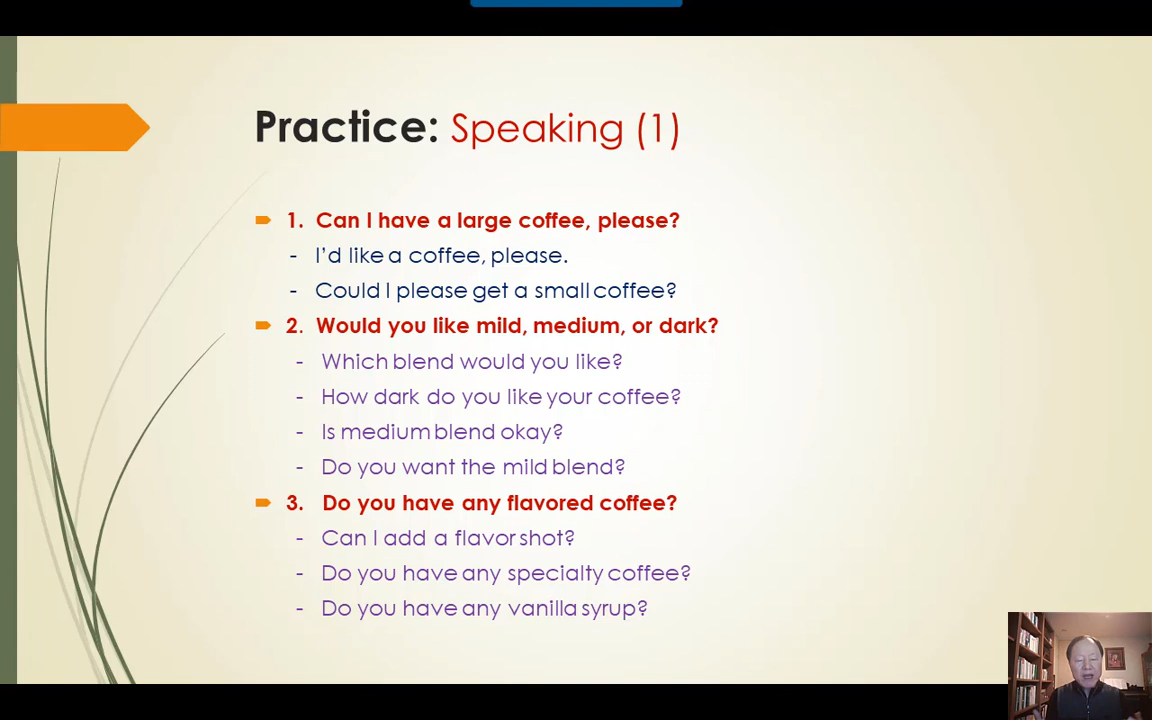 Practice: Speaking (1)
1. Can I have a large coffee, please?
- I'd like a coffee, please.
- Could I please get a small coffee?
2. Would you like mild, medium, or dark?
- Which blend would you like?
- How dark do you like your coffee?
- Is medium blend okay?
- Do you want the mild blend?
3. Do you have any flavored coffee?
- Can I add a flavor shot?
- Do you have any specialty coffee?
- Do you have any vanilla syrup?